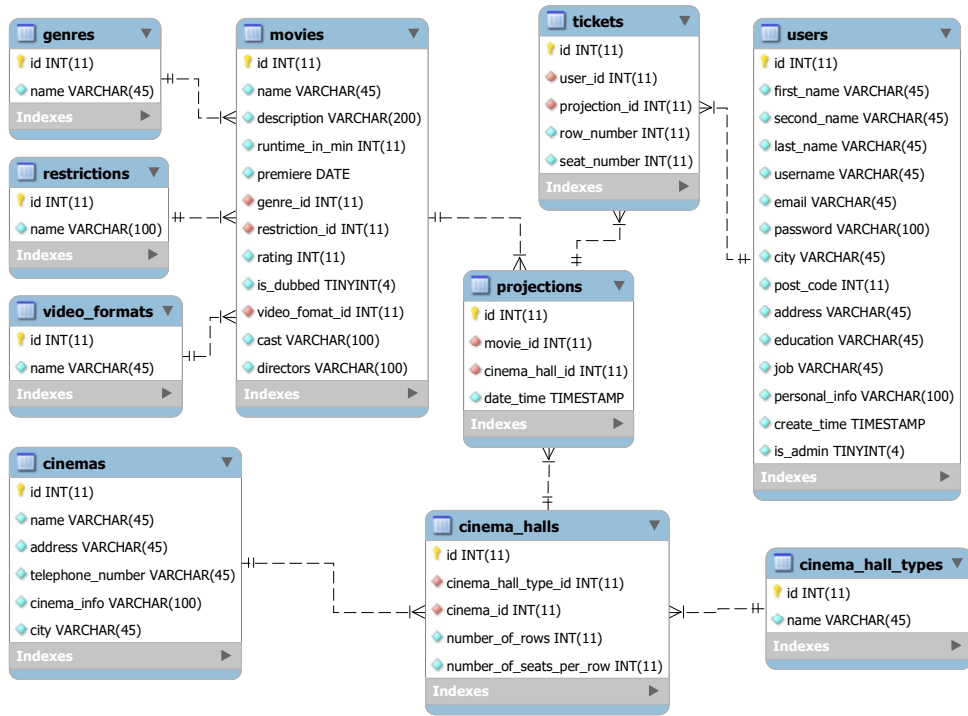 genres
id INT(11)
name VARCHAR(45)
Indexes
movies
id INT(11)
name VARCHAR(45)
description VARCHAR(200)
runtime_in_min INT(11)
premiere DATE
genre_id INT(11)
restriction_id INT(11)
rating INT(11)
is_dubbed TINYINT(4)
video_fomat_id INT(11)
cast VARCHAR(100)
directors VARCHAR(100)
Indexes
tickets
id INT(11)
user_id INT(11)
projection_id INT(11)
row_number INT(11)
seat_number INT(11)
Indexes
users
id INT(11)
first_name VARCHAR(45)
second_name VARCHAR(45)
last_name VARCHAR(45)
username VARCHAR(45)
email VARCHAR(45)
password VARCHAR(100)
city VARCHAR(45)
post_code INT(11)
address VARCHAR(45)
education VARCHAR(45)
job VARCHAR(45)
personal_info VARCHAR(100)
create_time TIMESTAMP
is_admin TINYINT(4)
Indexes
restrictions
id INT(11)
name VARCHAR(100)
Indexes
video_formats
id INT(11)
name VARCHAR(45)
Indexes
projections
id INT(11)
movie_id INT(11)
cinema_hall_id INT(11)
date_time TIMESTAMP
Indexes
cinemas
id INT(11)
name VARCHAR(45)
address VARCHAR(45)
telephone_number VARCHAR(45)
cinema_info VARCHAR(100)
city VARCHAR(45)
Indexes
cinema_halls
id INT(11)
cinema_hall_type_id INT(11)
cinema_id INT(11)
number_of_rows INT(11)
number_of_seats_per_row INT(11)
Indexes
cinema_hall_types
id INT(11)
name VARCHAR(45)
Indexes